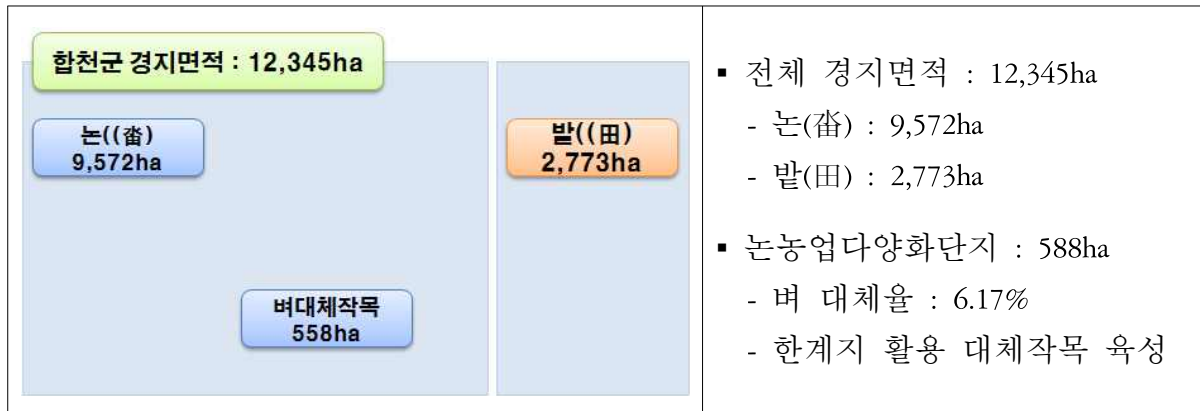 합천군 경지면적 : 12,345ha
논((畓)
9,572ha
밭((田)
2,773ha
벼대체작목
558ha
▪ 전체 경지면적 : 12,345ha
- 논(畓) : 9,572ha
- 밭(田) : 2,773ha
▪ 논농업다양화단지 : 588ha
- 벼 대체율 : 6.17%
- 한계지 활용 대체작목 육성